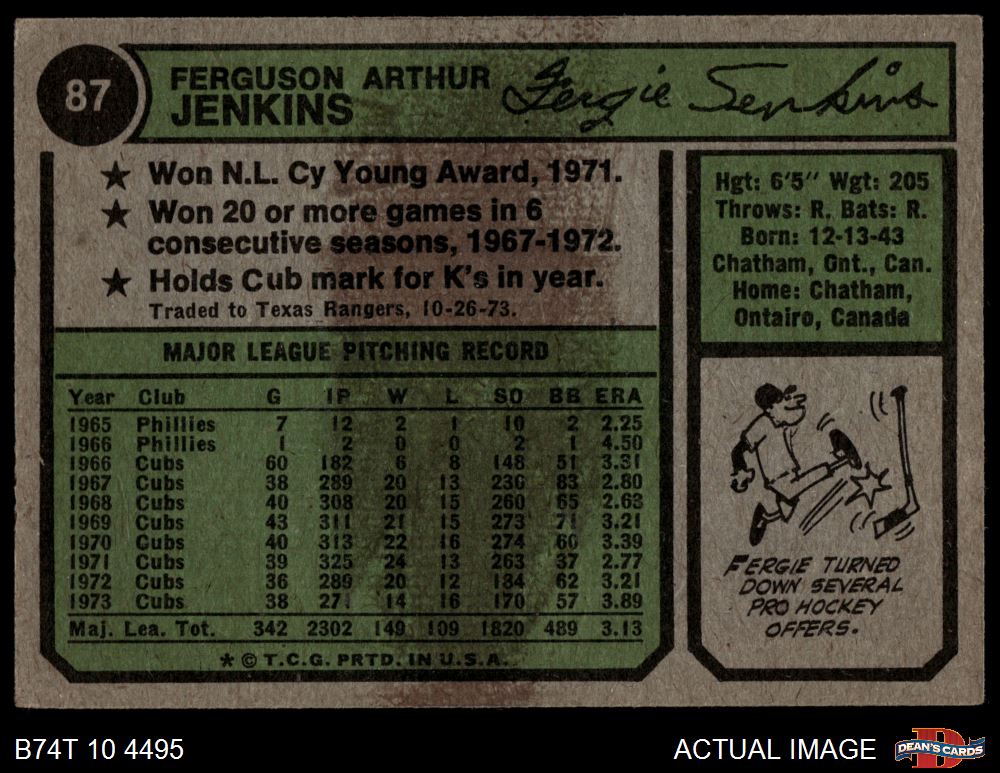 87
FERGUSON ARTHUR
JENKINS
Fergie Jenkins
★ Won N.L. Cy Young Award, 1971.
★ Won 20 or more games in 6
consecutive seasons, 1967-1972.
★ Holds Cub mark for K's in year.
Traded to Texas Rangers, 10-26-73.
MAJOR LEAGUE PITCHING RECORD
Year Club G IP W L SO BB ERA
1965 Phillies 7 12 2 1 10 2 2.25
1966 Phillies 1 2 0 0 2 1 4.50
1966 Cubs 60 182 6 8 148 51 3.31
1967 Cubs 38 289 20 13 236 83 2.80
1968 Cubs 40 308 20 15 260 65 2.63
1969 Cubs 43 311 21 15 273 71 3.21
1970 Cubs 40 313 22 16 274 60 3.39
1971 Cubs 39 325 24 13 263 37 2.77
1972 Cubs 36 289 20 12 184 62 3.21
1973 Cubs 38 271 14 16 170 57 3.89
Maj. Lea. Tot. 342 2302 149 109 1820 489 3.13
★ © T.C.G. PRTD. IN U.S.A.
Hgt: 6'5" Wgt: 205
Throws: R. Bats: R.
Born: 12-13-43
Chatham, Ont., Can.
Home: Chatham,
Ontairo, Canada
FERGIE TURNED
DOWN SEVERAL
PRO HOCKEY
OFFERS.
B74T 10 4495
ACTUAL IMAGE
D
DEAN'S CARDS